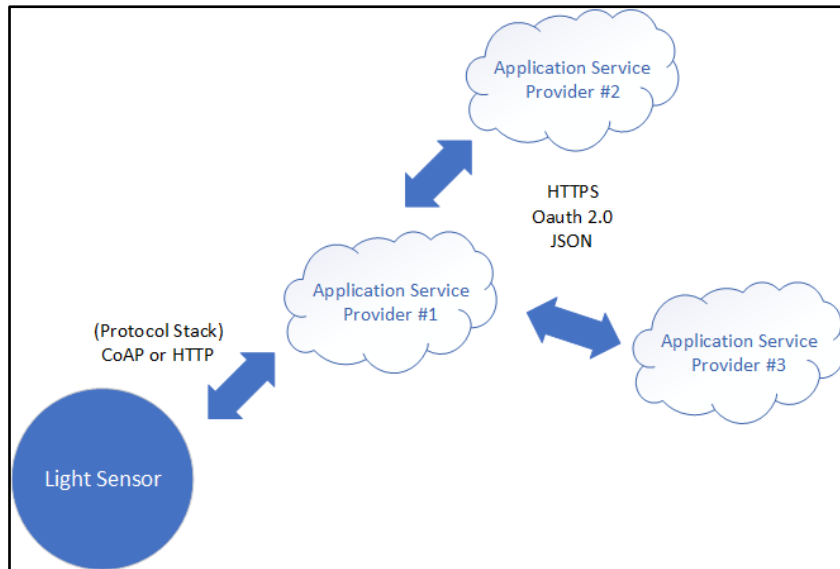 Application Service
Provider #2
HTTPS
Oauth 2.0
JSON
Application Service
Provider #1
(Protocol Stack)
CoAP or HTTP
Application Service
Provider #3
Light Sensor